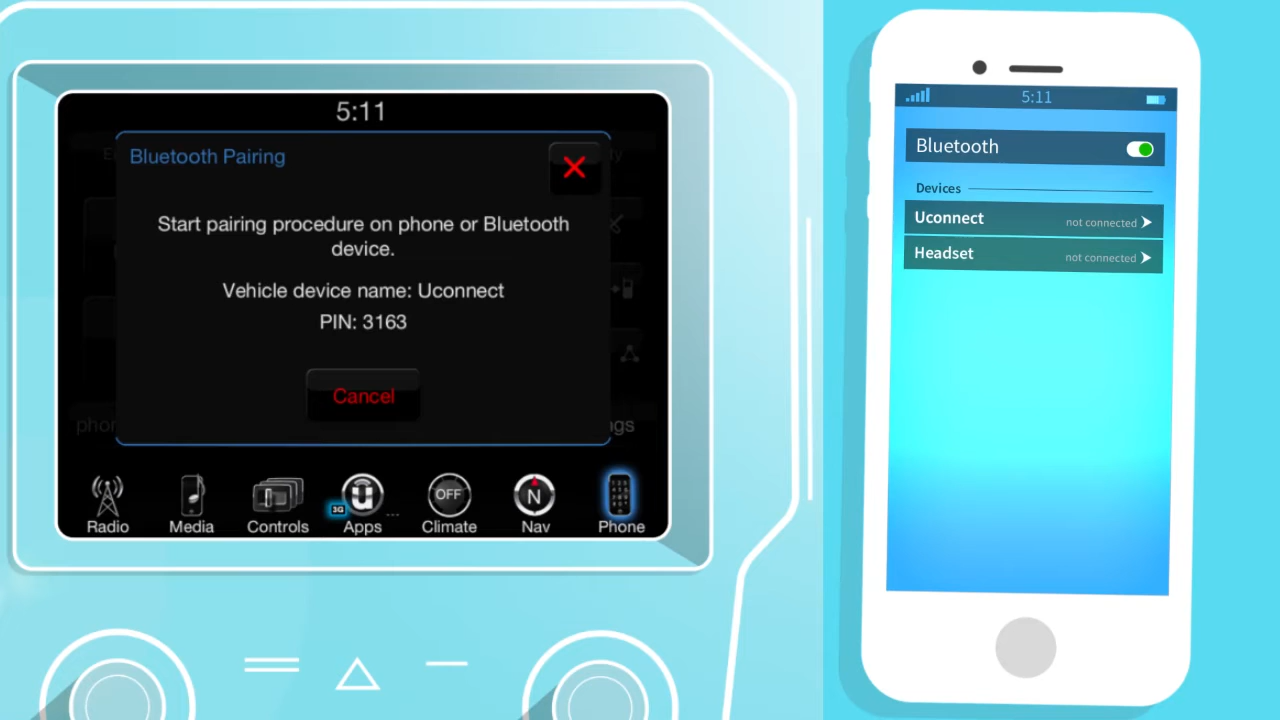 5:11
Bluetooth Pairing
Start pairing procedure on phone or Bluetooth
device.
Vehicle device name: Uconnect
PIN: 3163
Cancel
3G
OFF
N
Radio
Media
Controls
Apps
Climate
Nav
Phone
5:11
Bluetooth
Devices
Uconnect not connected
Headset not connected